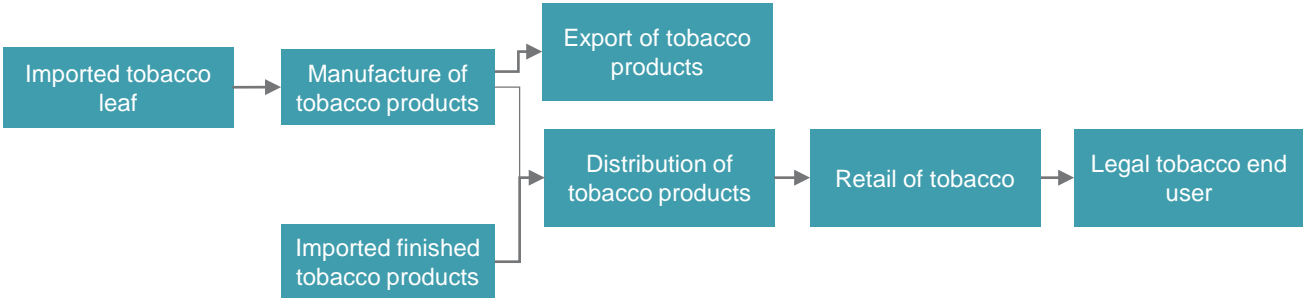 Imported tobacco
leaf
Manufacture of
tobacco products
Export of tobacco
products
Imported finished
tobacco products
Distribution of
tobacco products
Retail of tobacco
Legal tobacco end
user